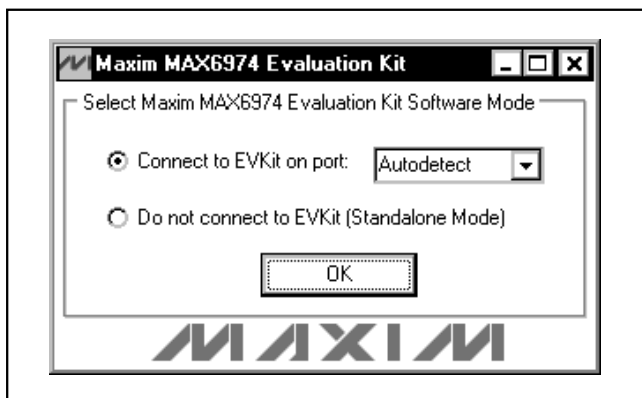 Maxim MAX6974 Evaluation Kit
Select Maxim MAX6974 Evaluation Kit Software Mode
Connect to EVKit on port: Autodetect
Do not connect to EVKit (Standalone Mode)
OK
MAXIM